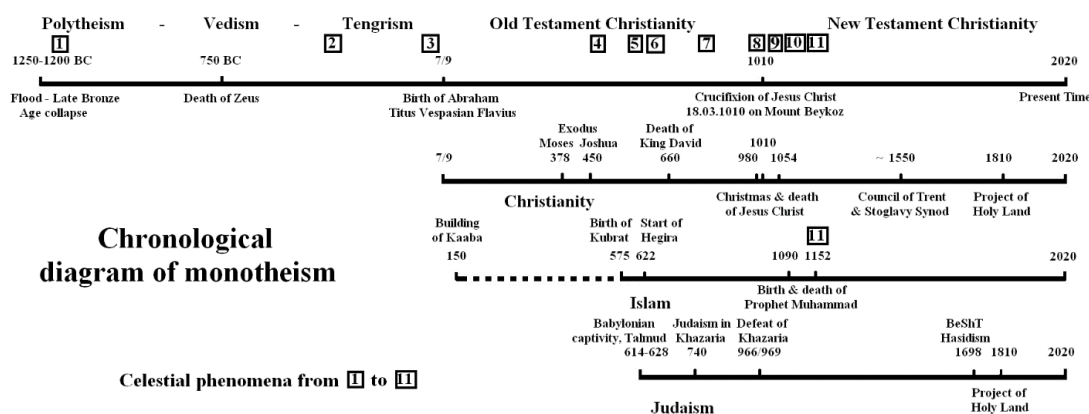 Polytheism - Vedism - Tengrism Old Testament Christianity New Testament Christianity
1 2 3 4 5 6 7 8 9 10 11
1250-1200 BC 750 BC 7/9 1010 2020
Flood - Late Bronze Death of Zeus Birth of Abraham Crucifixion of Jesus Christ Present Time
Age collapse Titus Vespasian Flavius 18.03.1010 on Mount Beykoz
Exodus Death of
Moses Joshua King David 1010
7/9 378 450 660 980 1054 ~ 1550 1810 2020
Christmas & death Council of Trent Project of
Christianity of Jesus Christ & Stoglavy Synod Holy Land
Building Birth of Start of
of Kaaba Kubrat Hegira 11
150 575 622 1090 1152 2020
Chronological
diagram of monotheism
Birth & death of
Islam Prophet Muhammad
Babylonian Judaism in Defeat of BeShT
captivity, Talmud Khazaria Khazaria Hasidism
614-628 740 966/969 1698 1810 2020
Celestial phenomena from 1 to 11
Project of
Judaism Holy Land